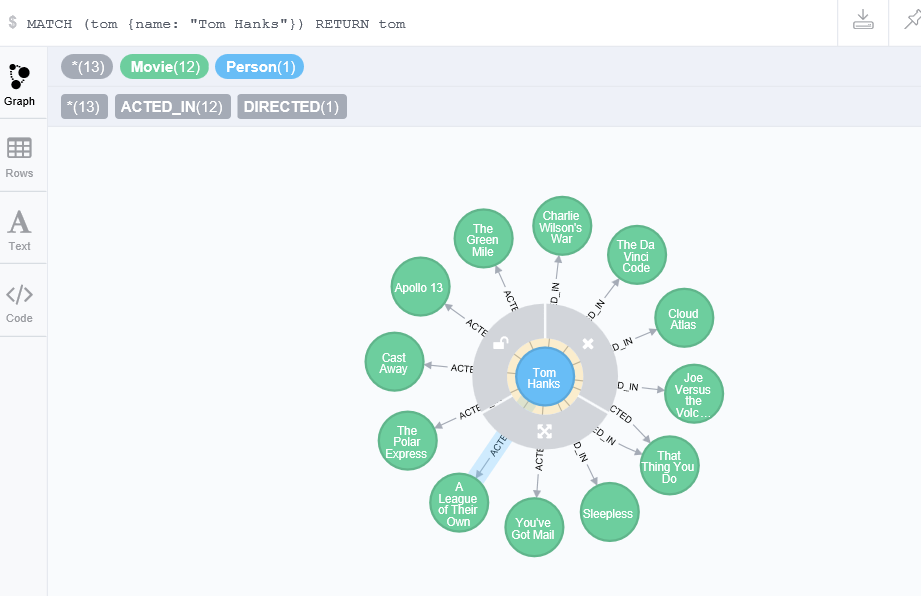 $ MATCH (tom {name: "Tom Hanks"}) RETURN tom
*(13) Movie(12) Person(1)
*(13) ACTED_IN(12) DIRECTED(1)
Graph
Rows
Text
Code
Charlie
Wilson's
War
The
Green
Mile
The Da
Vinci
Code
Apollo 13
Cloud
Atlas
Cast
Away
Joe
Versus
the
Volc…
The
Polar
Express
That
Thing You
Do
A
League
of Their
Own
You've
Got Mail
Sleepless
Tom
Hanks
D_IN
D_IN
D_IN
D_IN
CTED
ED_IN
D_IN
ACTE
ACTE
ACTE
ACTE
ACTE
ACTE